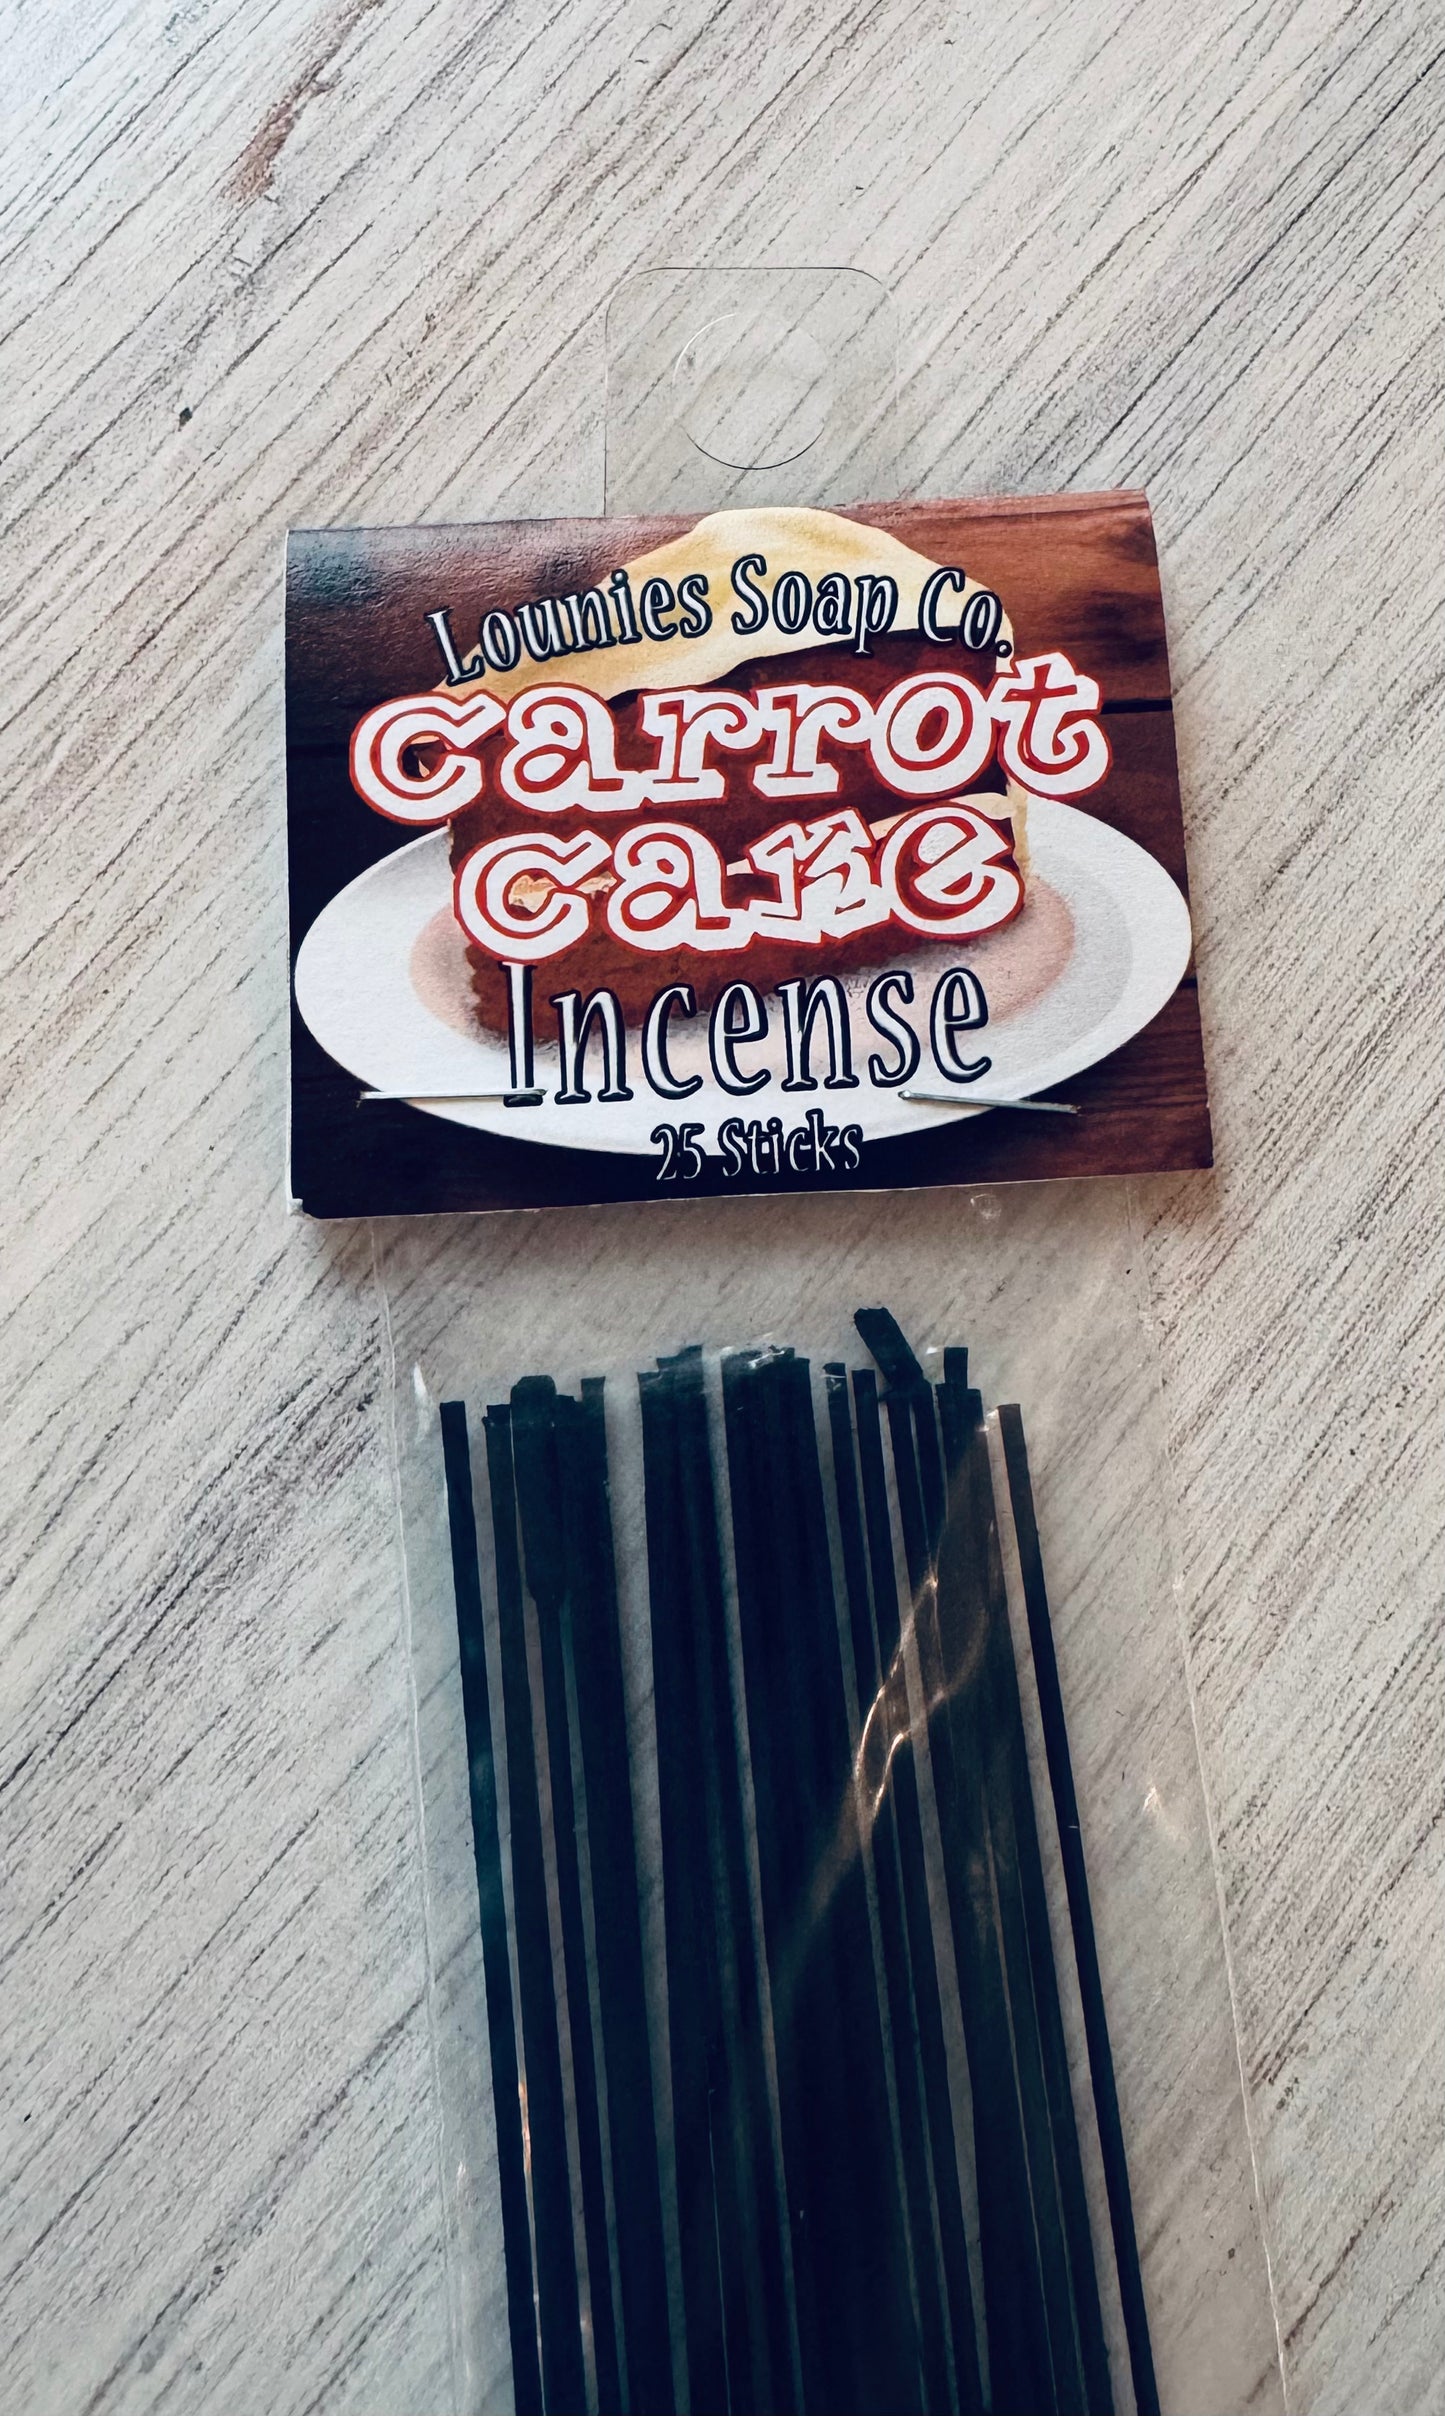 Lounies Soap Co.
Carrot
Cake
Incense
25 Sticks